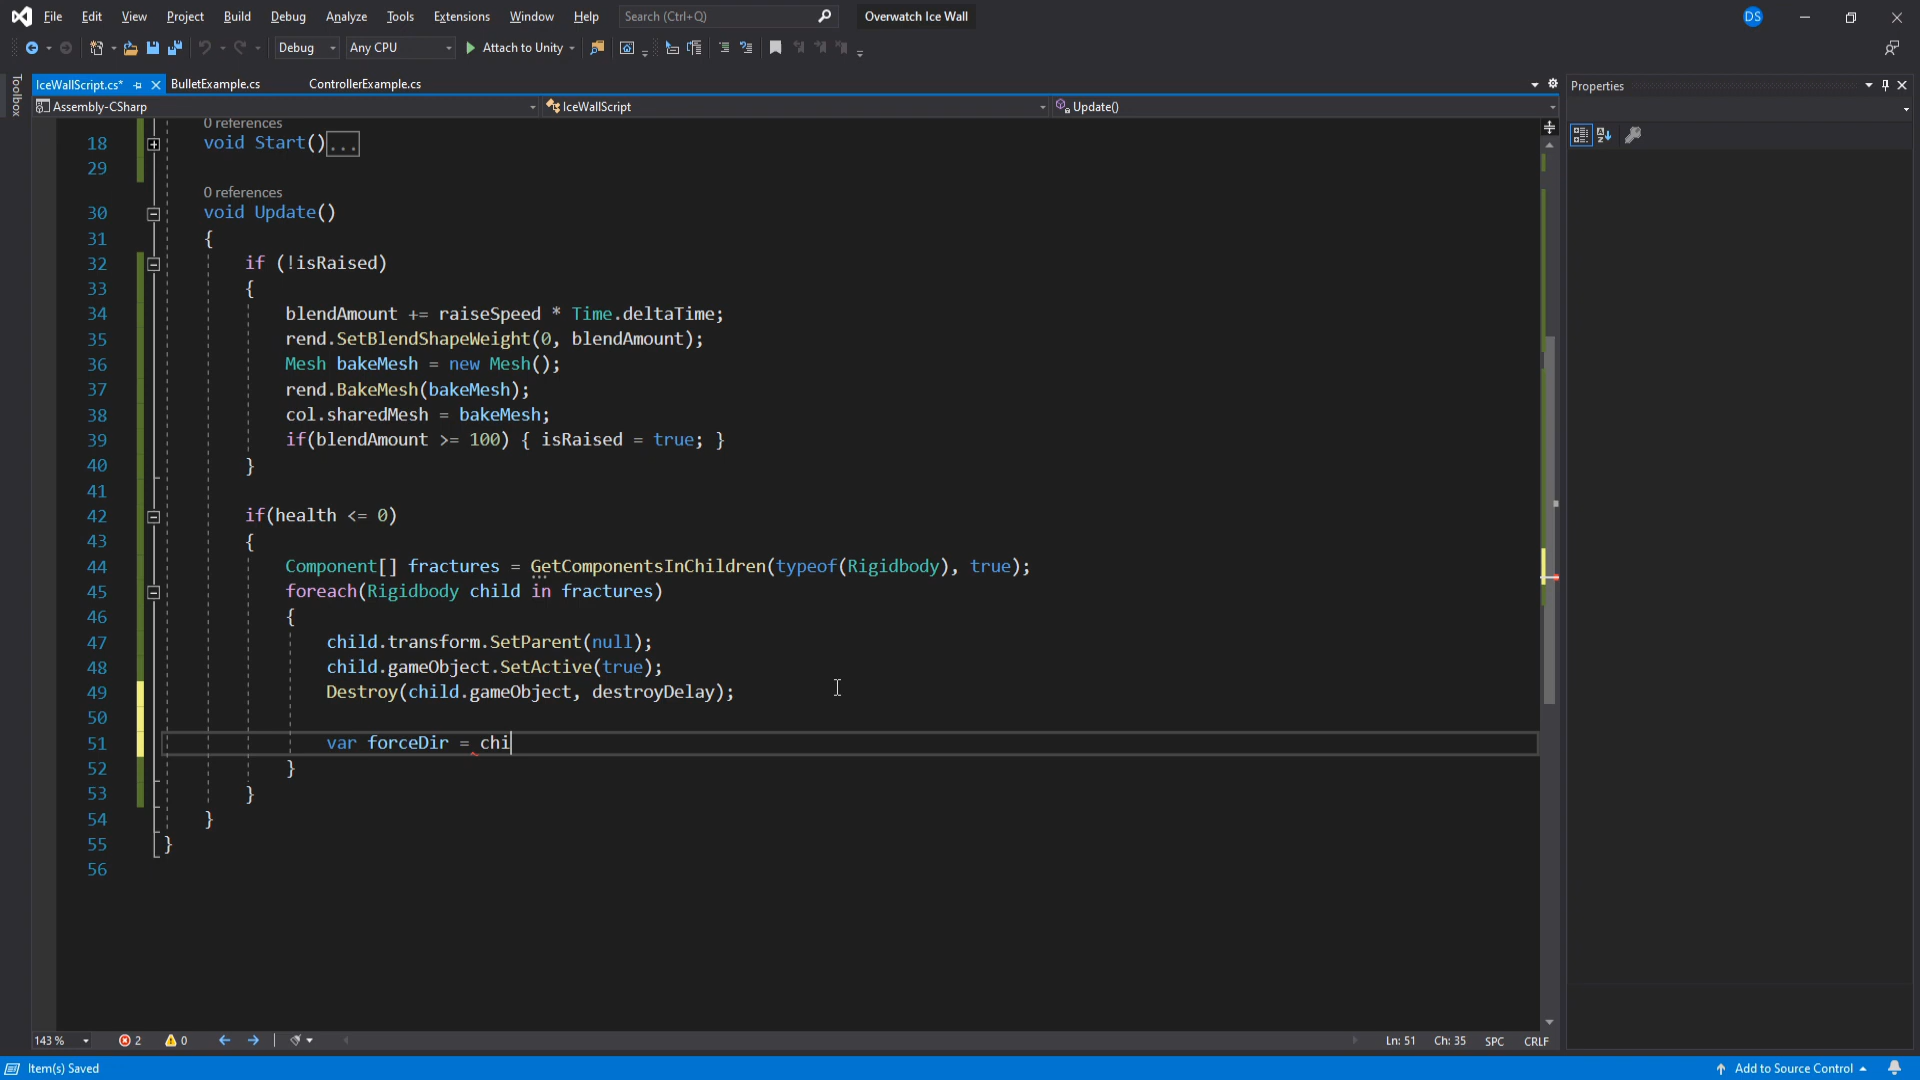 File Edit View Project Build Debug Analyze Tools Extensions Window Help Search (Ctrl+Q) Overwatch Ice Wall DS
Debug Any CPU Attach to Unity
Toolbox
IceWallScript.cs* BulletExample.cs ControllerExample.cs
Properties
Assembly-CSharp IceWallScript Update()
0 references
18 void Start()...
29
0 references
30 void Update()
31 {
32 if (!isRaised)
33 {
34 blendAmount += raiseSpeed * Time.deltaTime;
35 rend.SetBlendShapeWeight(0, blendAmount);
36 Mesh bakeMesh = new Mesh();
37 rend.BakeMesh(bakeMesh);
38 col.sharedMesh = bakeMesh;
39 if(blendAmount >= 100) { isRaised = true; }
40 }
41
42 if(health <= 0)
43 {
44 Component[] fractures = GetComponentsInChildren(typeof(Rigidbody), true);
45 foreach(Rigidbody child in fractures)
46 {
47 child.transform.SetParent(null);
48 child.gameObject.SetActive(true);
49 Destroy(child.gameObject, destroyDelay);
50
51 var forceDir = chi
52 }
53 }
54 }
55 }
56
143 % 2 0 Ln: 51 Ch: 35 SPC CRLF
Item(s) Saved Add to Source Control